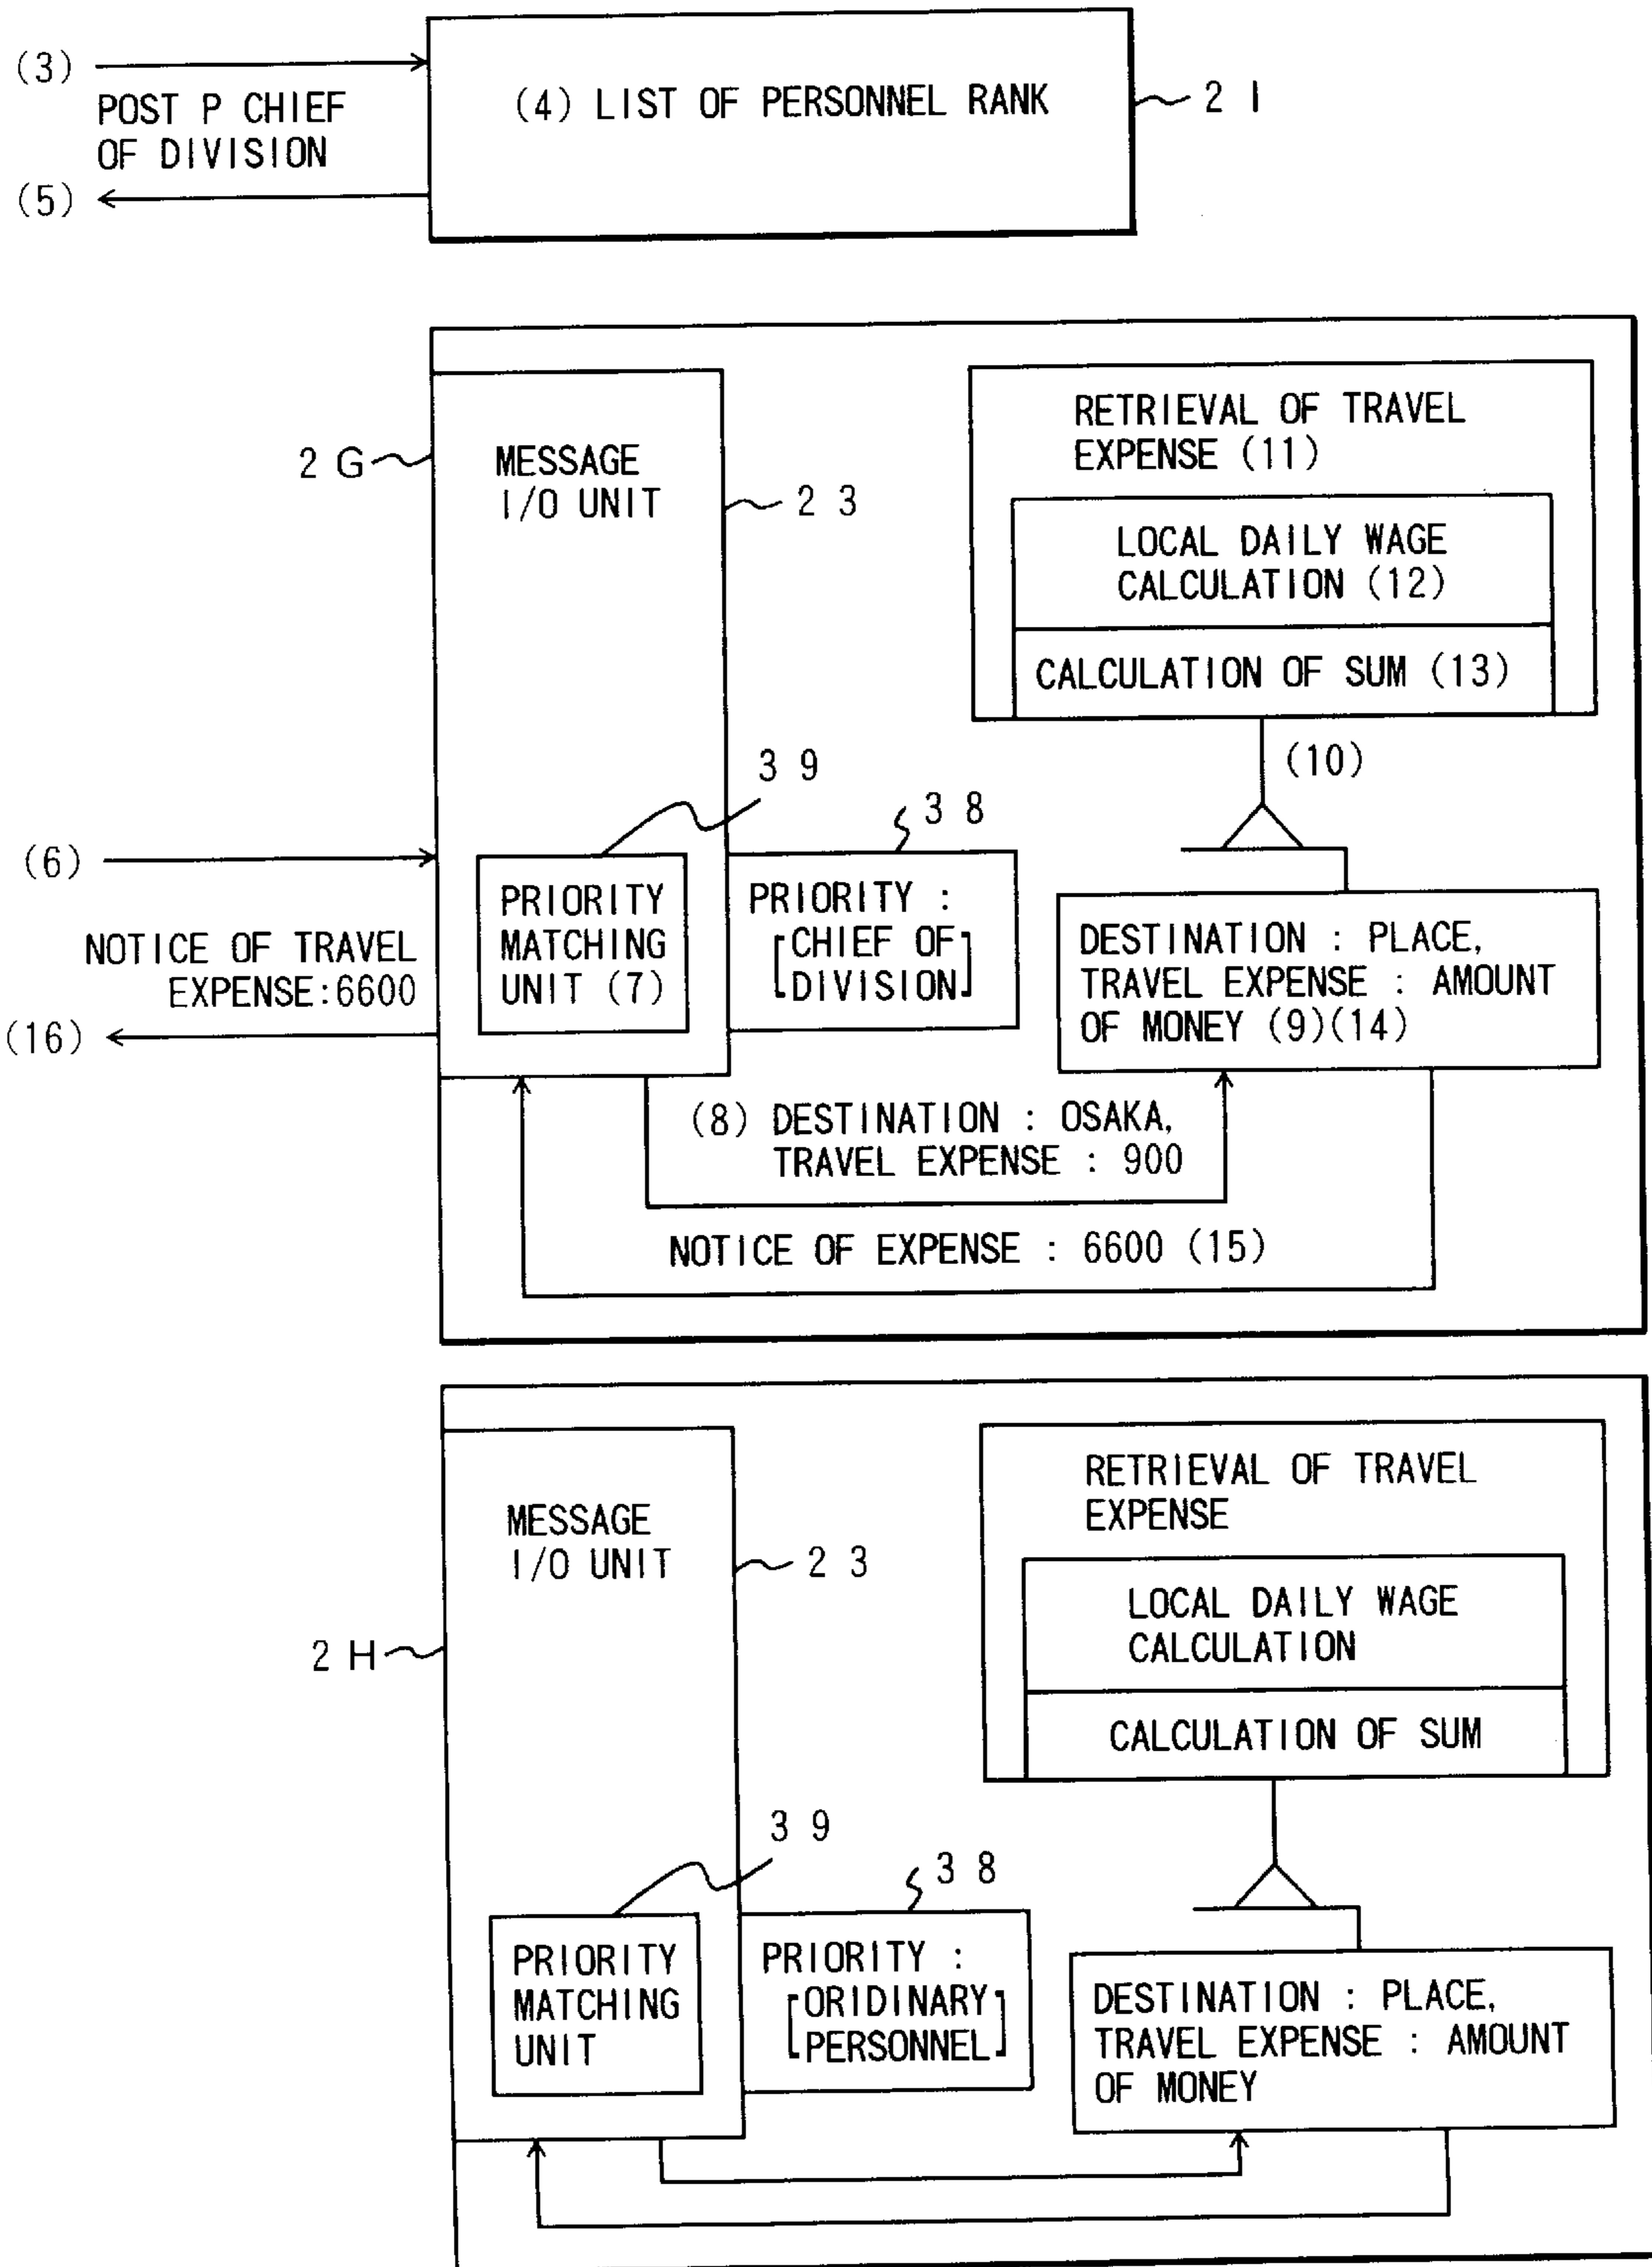 (3)
POST P CHIEF
OF DIVISION
(5)
(4) LIST OF PERSONNEL RANK
2 I
2 G
MESSAGE
I/O UNIT
2 3
RETRIEVAL OF TRAVEL
EXPENSE (11)
LOCAL DAILY WAGE
CALCULATION (12)
CALCULATION OF SUM (13)
(10)
3 9
3 8
(6)
NOTICE OF TRAVEL
EXPENSE:6600
(16)
PRIORITY
MATCHING
UNIT (7)
PRIORITY :
[CHIEF OF
DIVISION]
DESTINATION : PLACE,
TRAVEL EXPENSE : AMOUNT
OF MONEY (9)(14)
(8) DESTINATION : OSAKA,
TRAVEL EXPENSE : 900
NOTICE OF EXPENSE : 6600 (15)
2 H
MESSAGE
I/O UNIT
2 3
RETRIEVAL OF TRAVEL
EXPENSE
LOCAL DAILY WAGE
CALCULATION
CALCULATION OF SUM
3 9
3 8
PRIORITY
MATCHING
UNIT
PRIORITY :
[ORIDINARY
PERSONNEL]
DESTINATION : PLACE,
TRAVEL EXPENSE : AMOUNT
OF MONEY